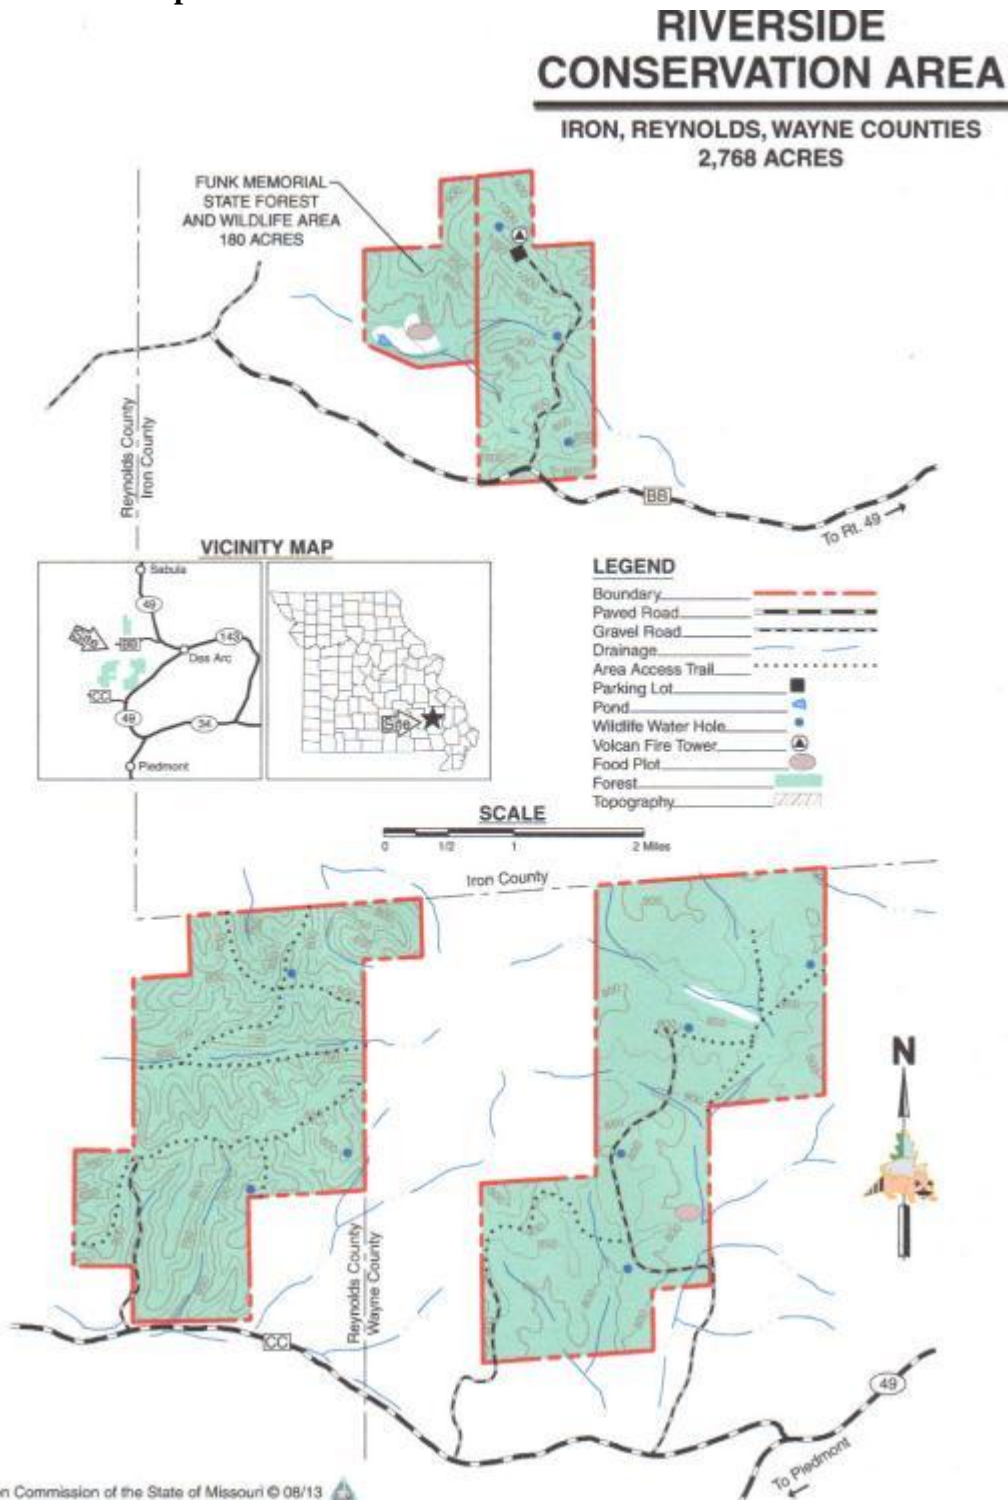 RIVERSIDE
CONSERVATION AREA
IRON, REYNOLDS, WAYNE COUNTIES
2,768 ACRES
FUNK MEMORIAL
STATE FOREST
AND WILDLIFE AREA
180 ACRES
Reynolds County
Iron County
BB
To Rt. 49
VICINITY MAP
Sabula
49
Site
BB
143
Des Arc
CC
49
34
Piedmont
Site
LEGEND
Boundary
Paved Road
Gravel Road
Drainage
Area Access Trail
Parking Lot
Pond
Wildlife Water Hole
Volcan Fire Tower
Food Plot
Forest
Topography
SCALE
0 1/2 1 2 Miles
Iron County
N
Reynolds County
Wayne County
CC
49
To Piedmont
n Commission of the State of Missouri © 08/13